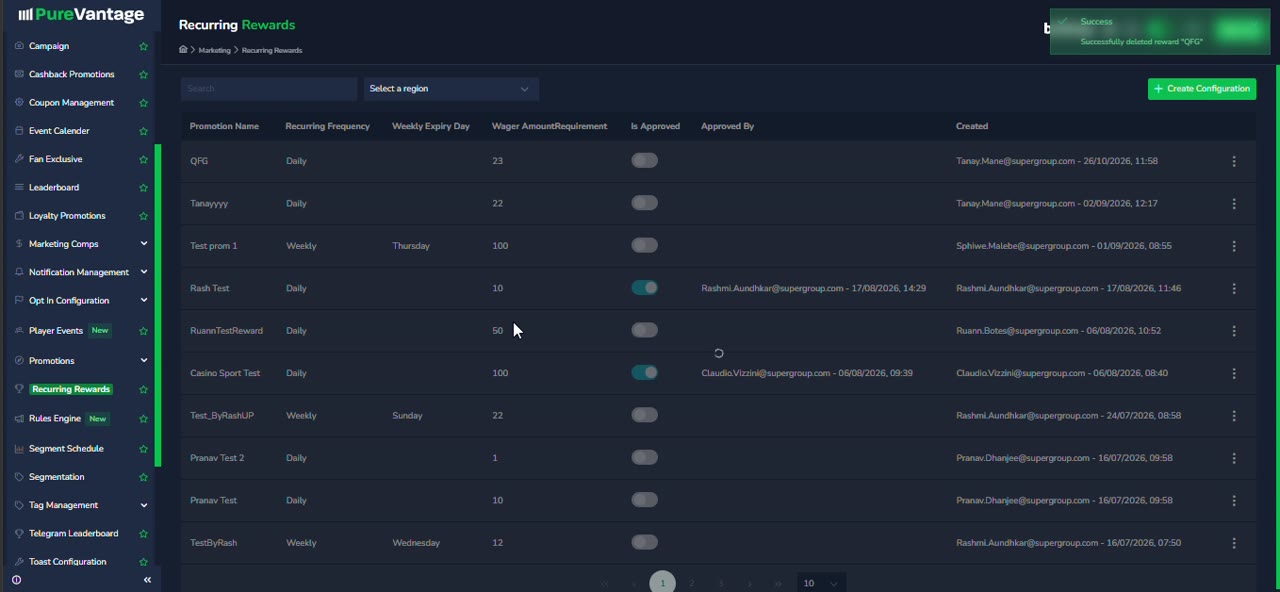 PureVantage
Campaign
Cashback Promotions
Coupon Management
Event Calender
Fan Exclusive
Leaderboard
Loyalty Promotions
Marketing Comps
Notification Management
Opt In Configuration
Player Events New
Promotions
Recurring Rewards
Rules Engine New
Segment Schedule
Segmentation
Tag Management
Telegram Leaderboard
Toast Configuration
Recurring Rewards
Marketing > Recurring Rewards
Success
Successfully deleted reward "QFG"
Search
Select a region
+ Create Configuration
Promotion Name Recurring Frequency Weekly Expiry Day Wager AmountRequirement Is Approved Approved By Created
QFG Daily 23 Tanay.Mane@supergroup.com - 26/10/2026, 11:58
Tanayyyy Daily 22 Tanay.Mane@supergroup.com - 02/09/2026, 12:17
Test prom 1 Weekly Thursday 100 Sphiwe.Malebe@supergroup.com - 01/09/2026, 08:55
Rash Test Daily 10 Rashmi.Aundhkar@supergroup.com - 17/08/2026, 14:29 Rashmi.Aundhkar@supergroup.com - 17/08/2026, 11:46
RuannTestReward Daily 50 Ruann.Botes@supergroup.com - 06/08/2026, 10:52
Casino Sport Test Daily 100 Claudio.Vizzini@supergroup.com - 06/08/2026, 09:39 Claudio.Vizzini@supergroup.com - 06/08/2026, 08:40
Test_ByRashUP Weekly Sunday 22 Rashmi.Aundhkar@supergroup.com - 24/07/2026, 08:58
Pranav Test 2 Daily 1 Pranav.Dhanjee@supergroup.com - 16/07/2026, 09:58
Pranav Test Daily 10 Pranav.Dhanjee@supergroup.com - 16/07/2026, 09:58
TestByRash Weekly Wednesday 12 Rashmi.Aundhkar@supergroup.com - 16/07/2026, 07:50
« ‹ 1 2 3 › » 10